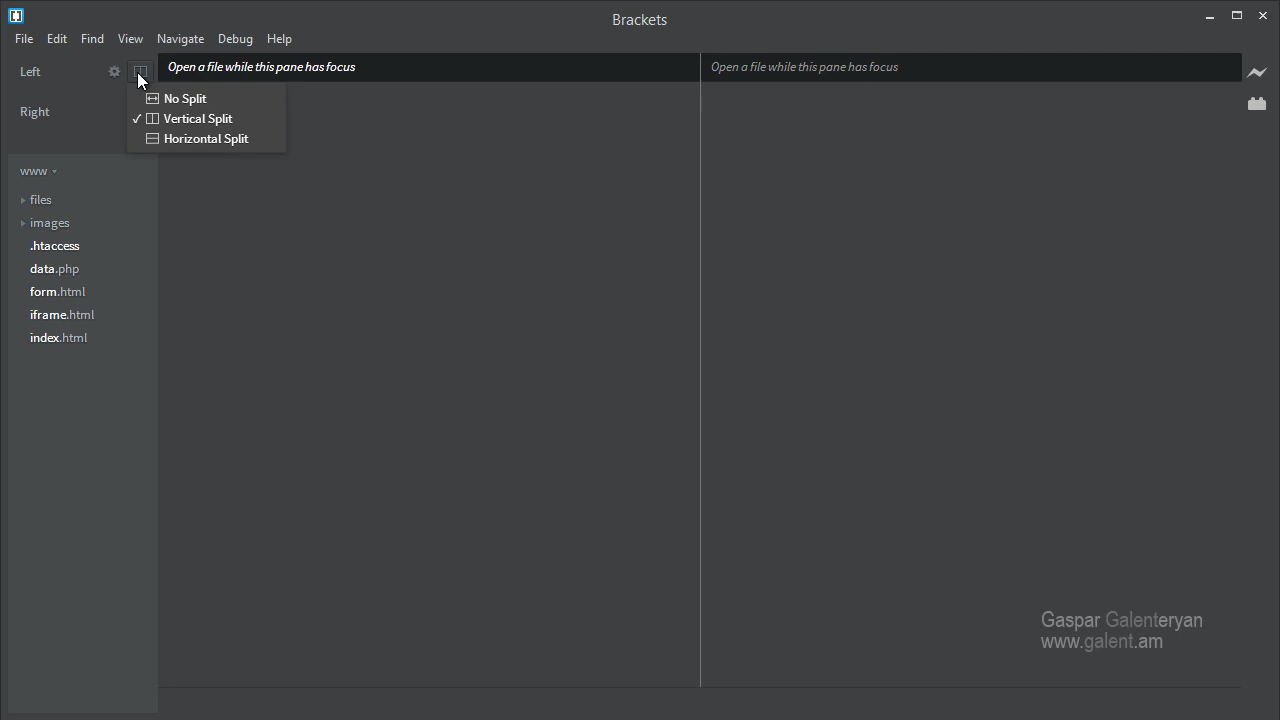 Brackets
File Edit Find View Navigate Debug Help
Left
Open a file while this pane has focus
Open a file while this pane has focus
No Split
Right
✓ Vertical Split
Horizontal Split
www
files
images
.htaccess
data.php
form.html
iframe.html
index.html
Gaspar Galenteryan
www.galent.am